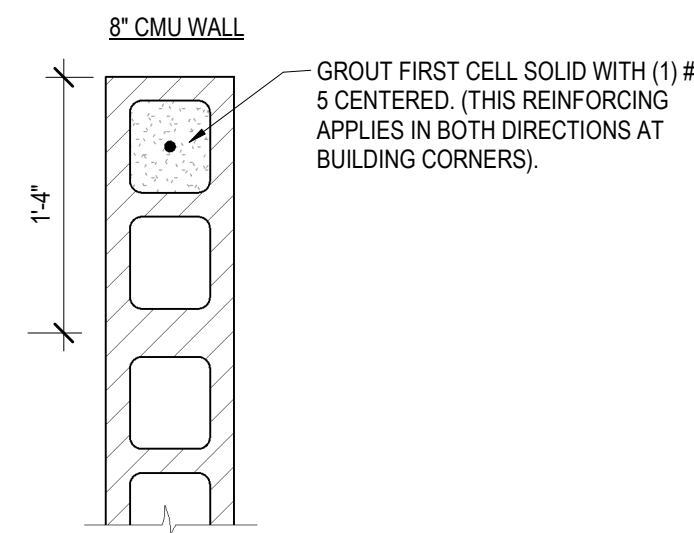 8" CMU WALL
GROUT FIRST CELL SOLID WITH (1) #
5 CENTERED. (THIS REINFORCING
APPLIES IN BOTH DIRECTIONS AT
BUILDING CORNERS).
1'-4"